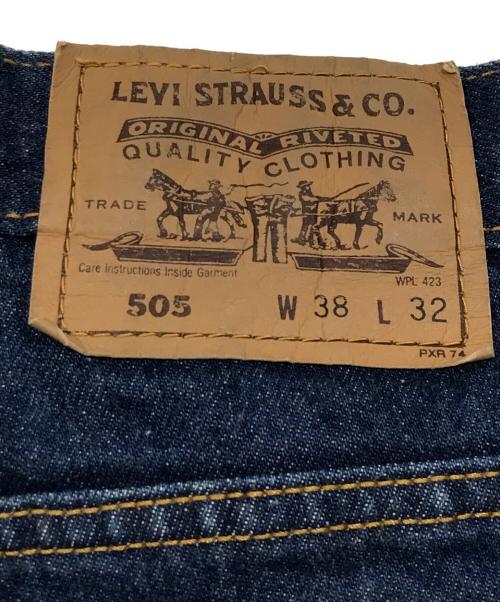 LEVI STRAUSS & CO.
ORIGINAL RIVETED
QUALITY CLOTHING
TRADE MARK
Care Instructions Inside Garment
WPL 423
505 W 38 L 32
PXR 74